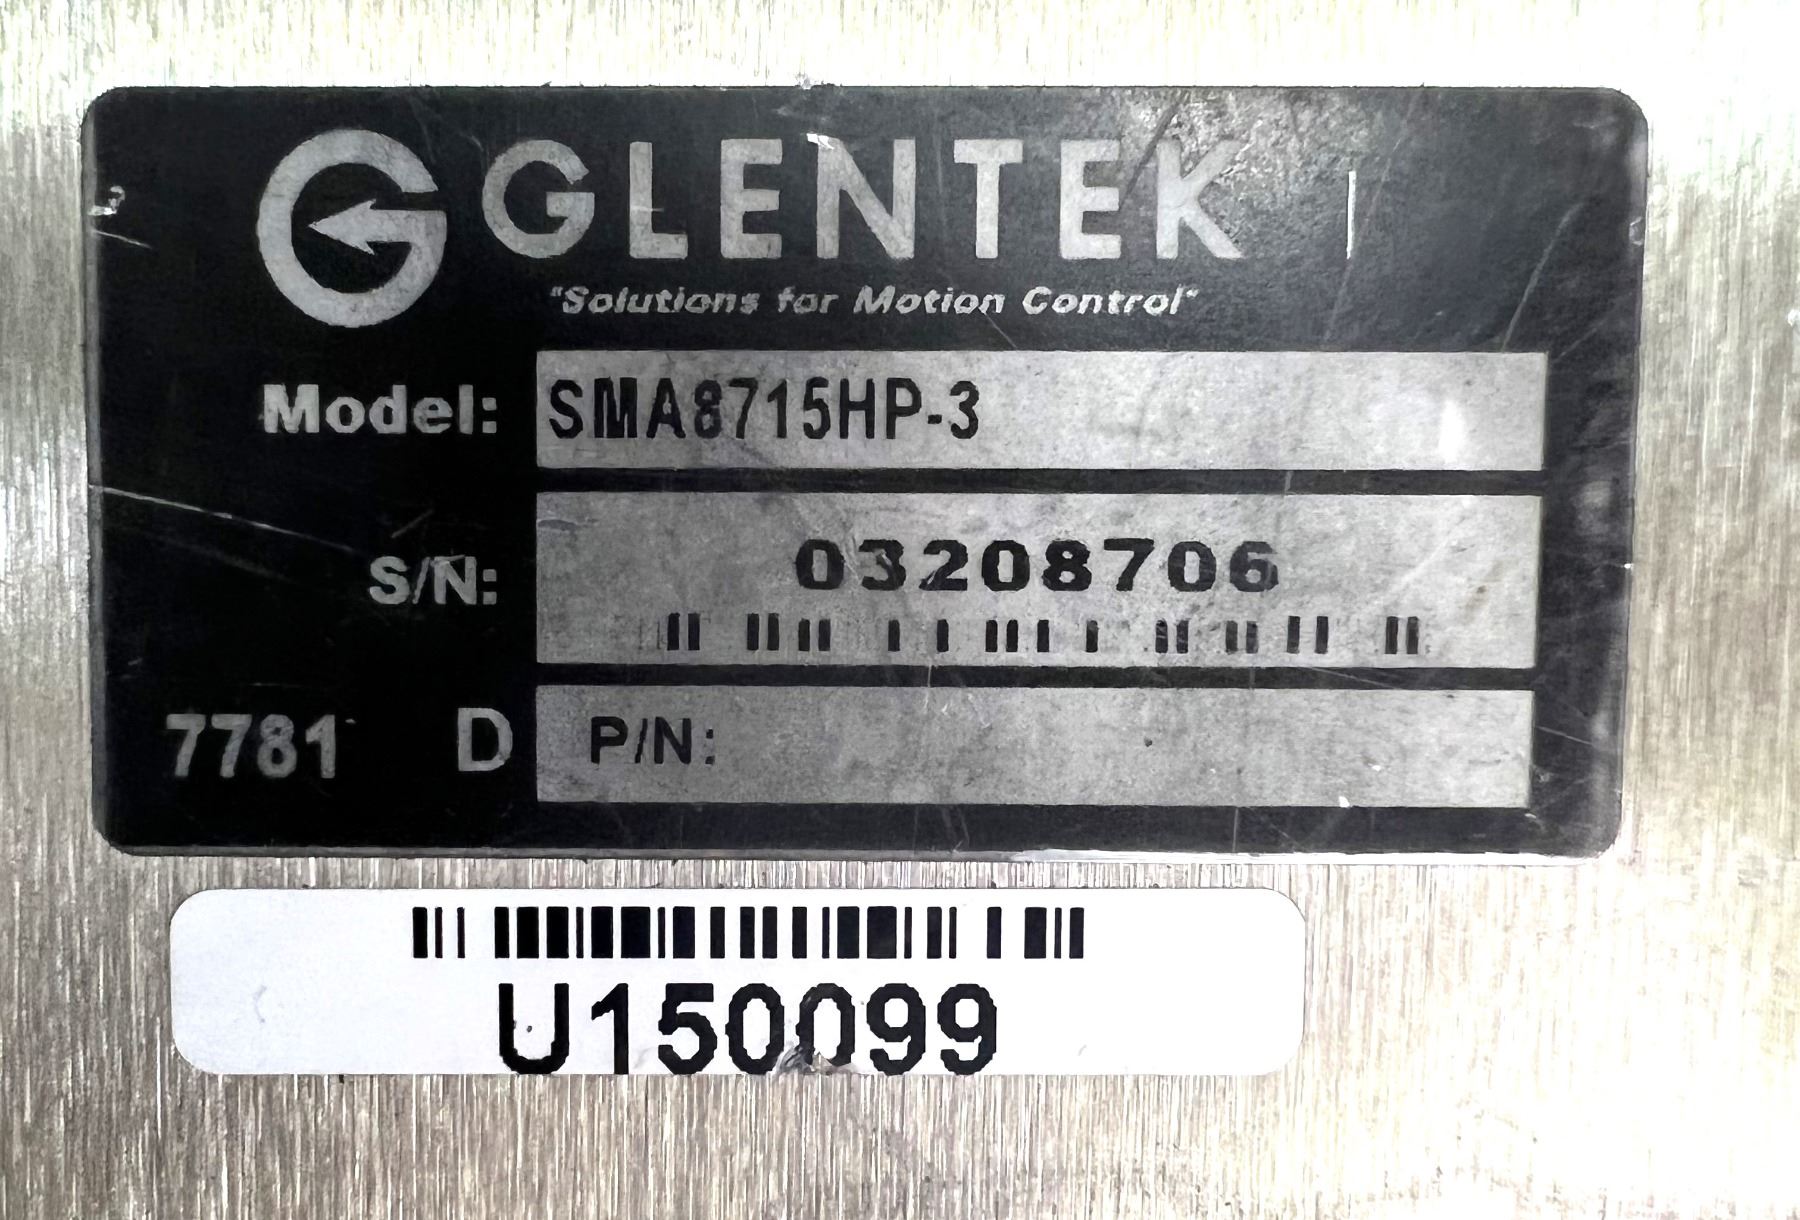 GLENTEK
"Solutions for Motion Control"
Model: SMA8715HP-3
S/N: 03208706
7781 D P/N:
U150099